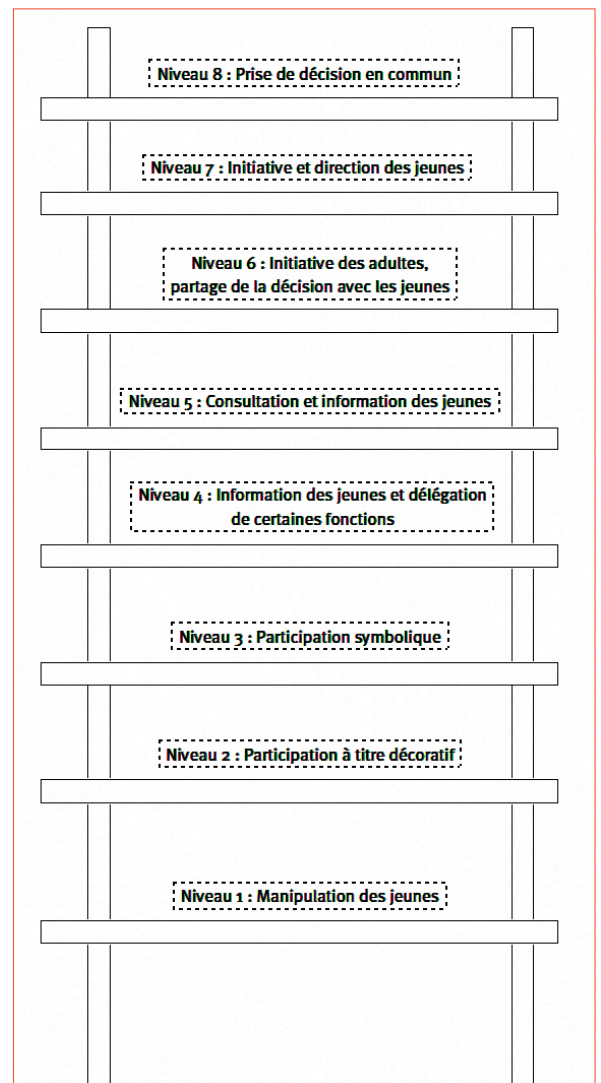 Niveau 8 : Prise de décision en commun
Niveau 7 : Initiative et direction des jeunes
Niveau 6 : Initiative des adultes,
partage de la décision avec les jeunes
Niveau 5 : Consultation et information des jeunes
Niveau 4 : Information des jeunes et délégation
de certaines fonctions
Niveau 3 : Participation symbolique
Niveau 2 : Participation à titre décoratif
Niveau 1 : Manipulation des jeunes